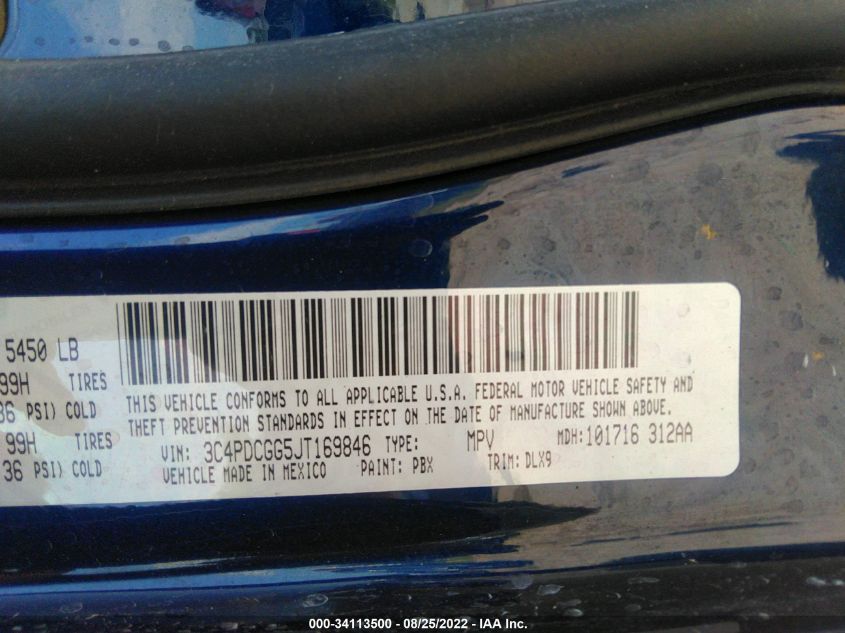 5450 LB
99H TIRES
36 PSI) COLD
99H TIRES
36 PSI) COLD
THIS VEHICLE CONFORMS TO ALL APPLICABLE U.S.A. FEDERAL MOTOR VEHICLE SAFETY AND
THEFT PREVENTION STANDARDS IN EFFECT ON THE DATE OF MANUFACTURE SHOWN ABOVE.
VIN: 3C4PDCGG5JT169846 TYPE: MPV MDH:101716 312AA
VEHICLE MADE IN MEXICO PAINT: PBX TRIM: DLX9
000-34113500 - 08/25/2022 - IAA Inc.